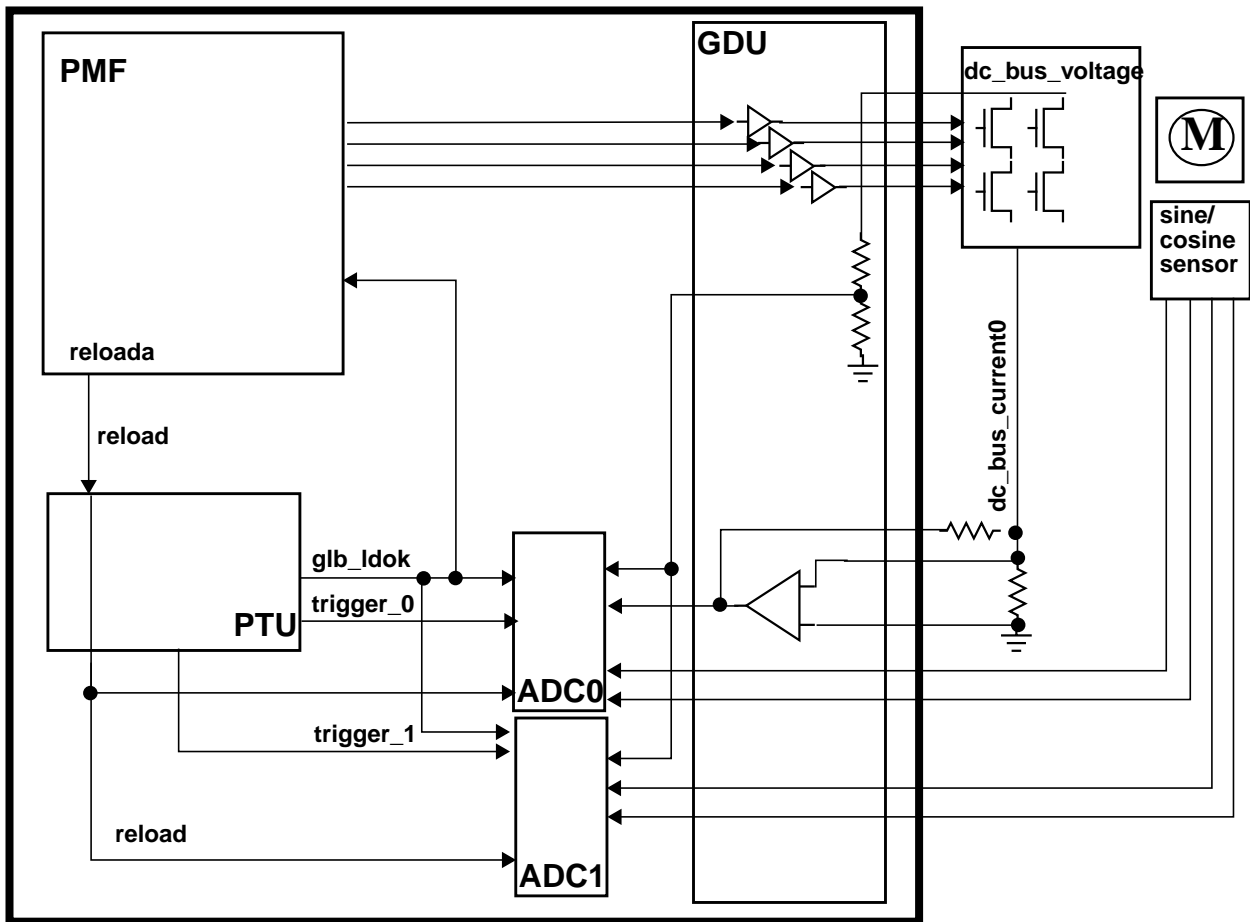 GDU
PMF
dc_bus_voltage
M
sine/
cosine
sensor
reloada
dc_bus_current0
reload
glb_ldok
trigger_0
PTU
ADC0
trigger_1
reload
ADC1